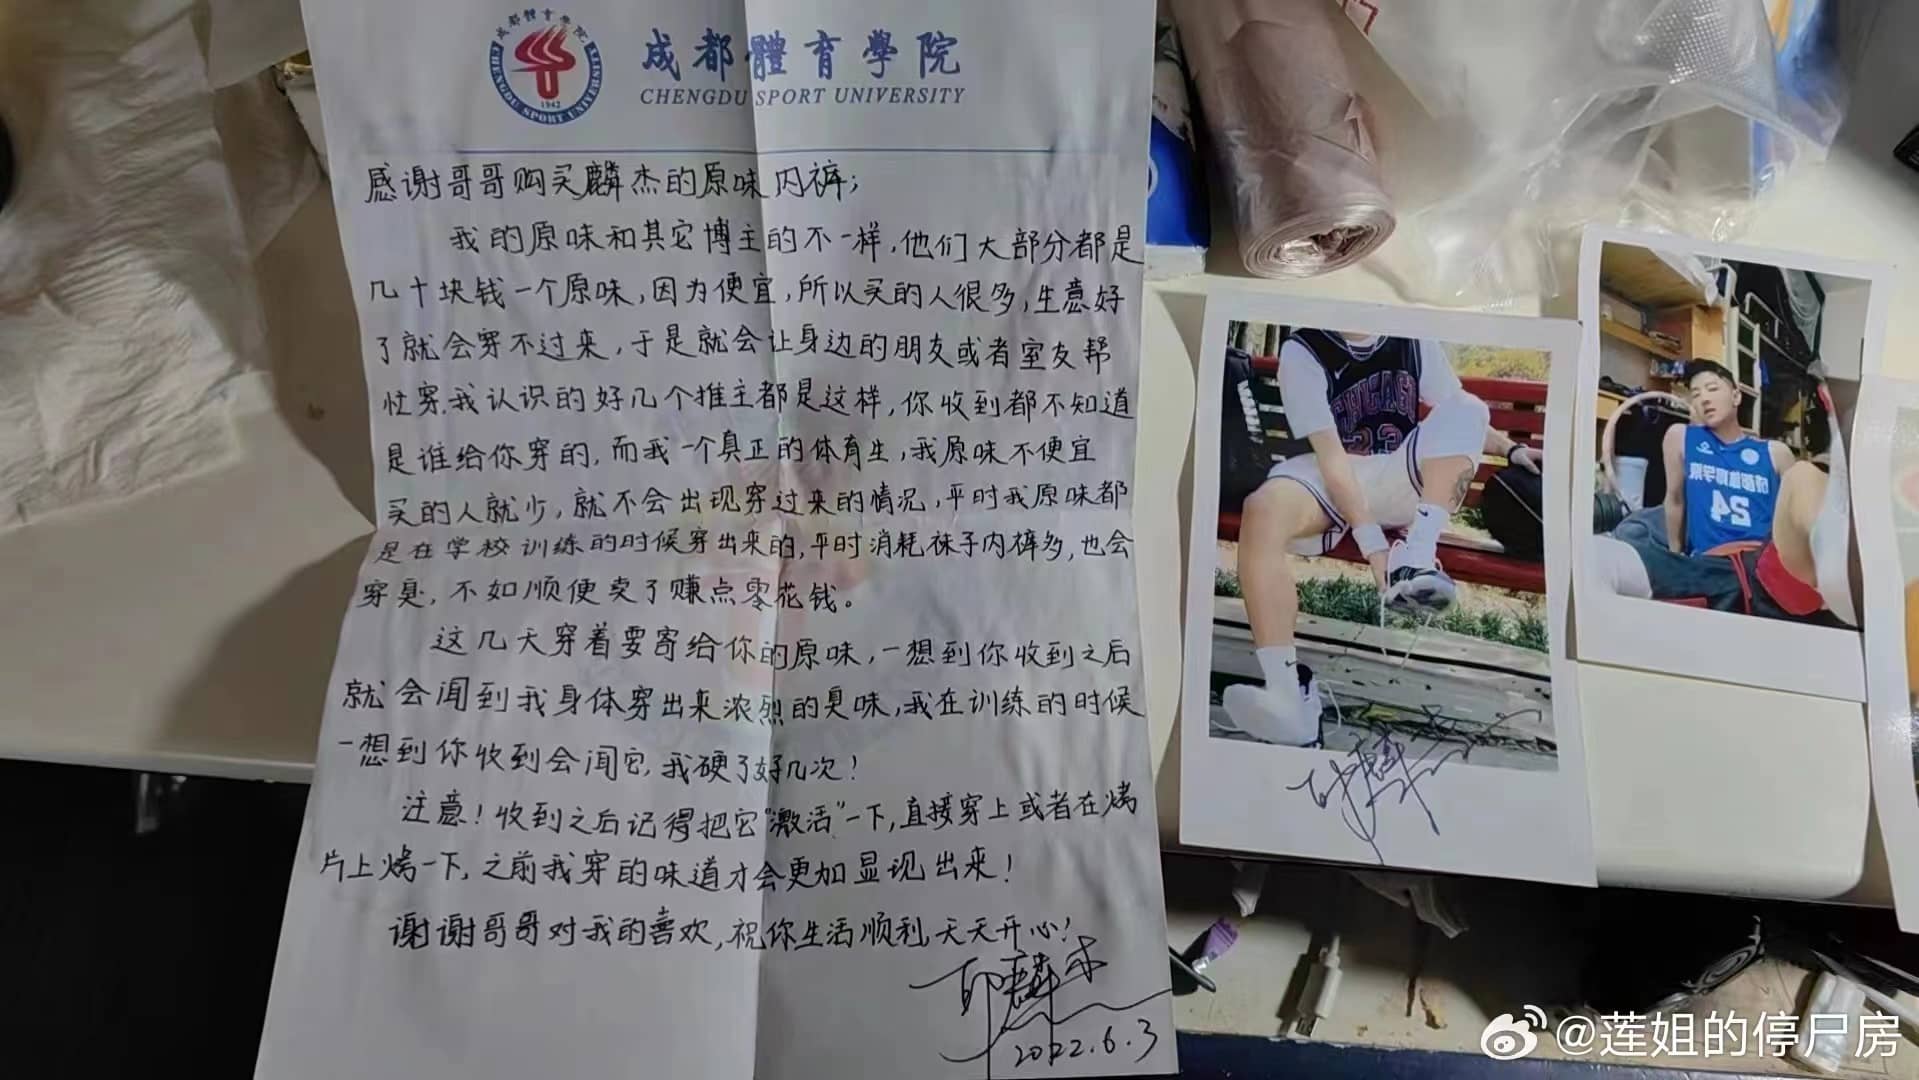 成都體育學院
CHENGDU SPORT UNIVERSITY
1942
感谢哥哥购买麟杰的原味内裤；
我的原味和其它博主的不一样，他们大部分都是
几十块钱一个原味，因为便宜，所以买的人很多，生意好
了就会穿不过来，于是就会让身边的朋友或者室友帮
忙穿，我认识的好几个推主都是这样，你收到都不知道
是谁给你穿的，而我一个真正的体育生，我原味不便宜
买的人就少，就不会出现穿过来的情况，平时我原味都
是在学校训练的时候穿出来的，平时消耗袜子内裤多，也会
穿臭，不如顺便卖了赚点零花钱。
这几天穿着要寄给你的原味，一想到你收到之后
就会闻到我身体穿出来浓烈的臭味，我在训练的时候
一想到你收到会闻它，我硬了好几次！
注意！收到之后记得把它“激活”一下，直接穿上或者在烤
片上烤一下，之前我穿的味道才会更加显现出来！
谢谢哥哥对我的喜欢，祝你生活顺利，天天开心！
2022.6.3
CHICAGO
23
24
@莲姐的停尸房